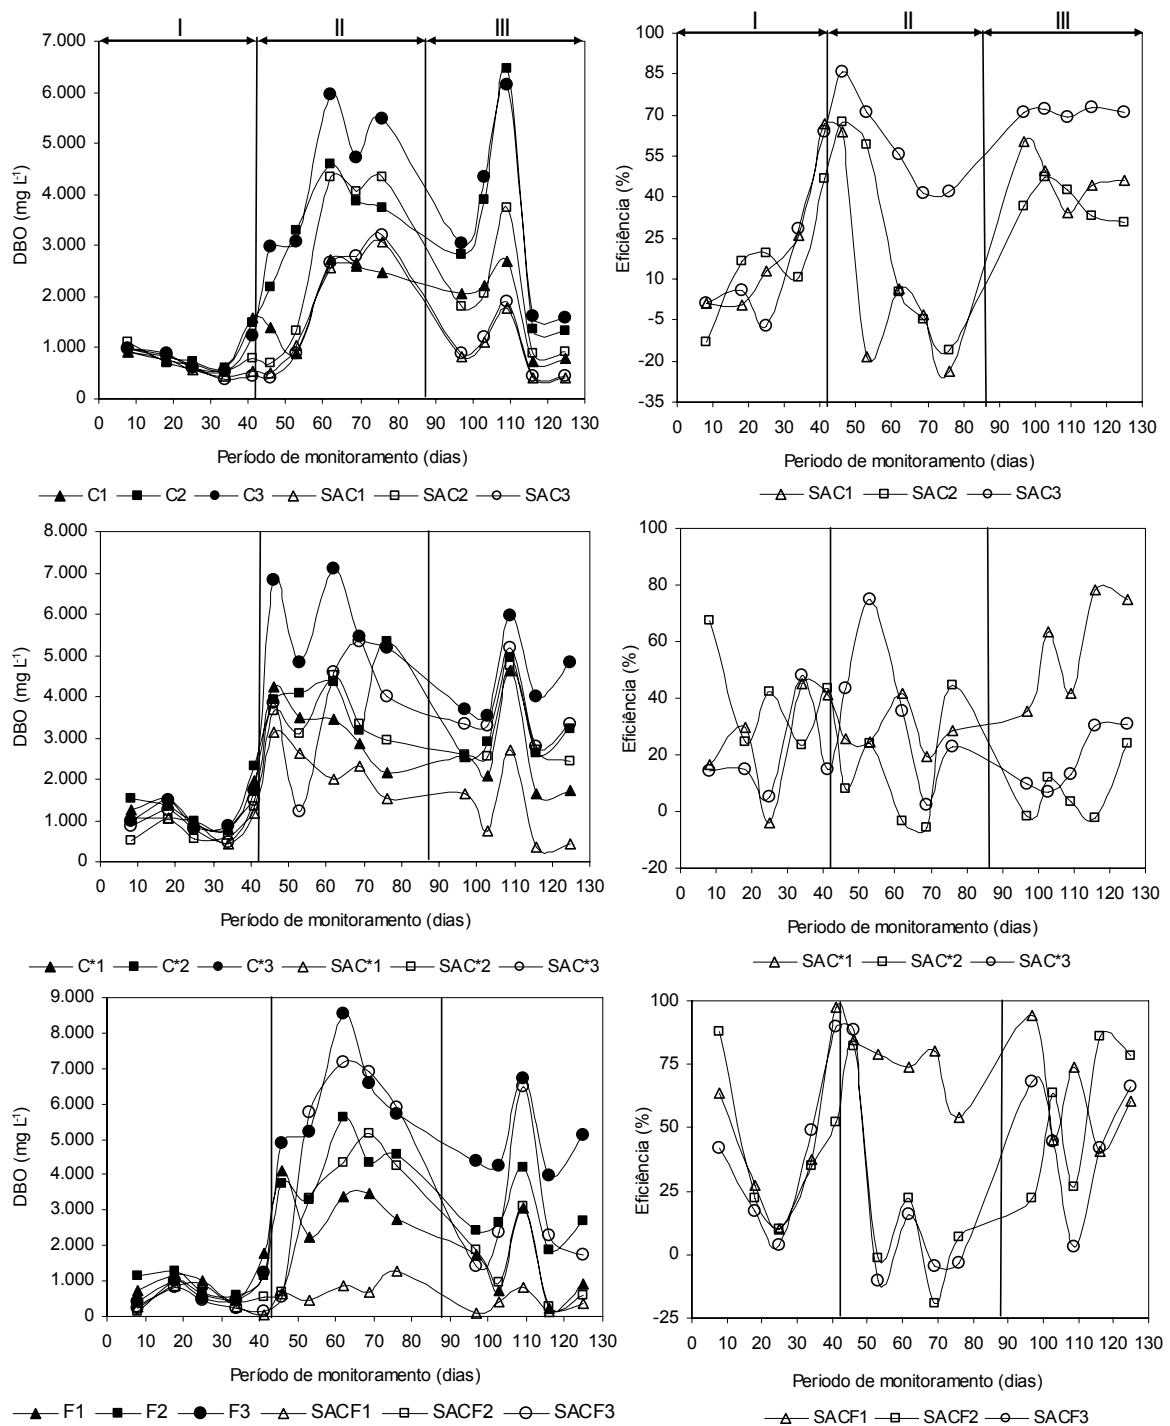 I II III
7.000
6.000
5.000
4.000
3.000
2.000
1.000
0
DBO (mg L-1)
0 10 20 30 40 50 60 70 80 90 100 110 120 130
Período de monitoramento (dias)
C1 C2 C3 SAC1 SAC2 SAC3
I II III
100
85
70
55
40
25
10
-5
-20
-35
Eficiência (%)
0 10 20 30 40 50 60 70 80 90 100 110 120 130
Periodo de monitoramento (dias)
SAC1 SAC2 SAC3
8.000
7.000
6.000
5.000
4.000
3.000
2.000
1.000
0
DBO (mg L-1)
0 10 20 30 40 50 60 70 80 90 100 110 120 130
Período de monitoramento (dias)
C*1 C*2 C*3 SAC*1 SAC*2 SAC*3
100
80
60
40
20
0
-20
Eficiência (%)
0 10 20 30 40 50 60 70 80 90 100 110 120 130
Periodo de monitoramento (dias)
SAC*1 SAC*2 SAC*3
9.000
8.000
7.000
6.000
5.000
4.000
3.000
2.000
1.000
0
DBO (mg L-1)
0 10 20 30 40 50 60 70 80 90 100 110 120 130
Período de monitoramento (dias)
F1 F2 F3 SACF1 SACF2 SACF3
100
75
50
25
0
-25
Eficiência (%)
0 10 20 30 40 50 60 70 80 90 100 110 120 130
Periodo de monitoramento (dias)
SACF1 SACF2 SACF3